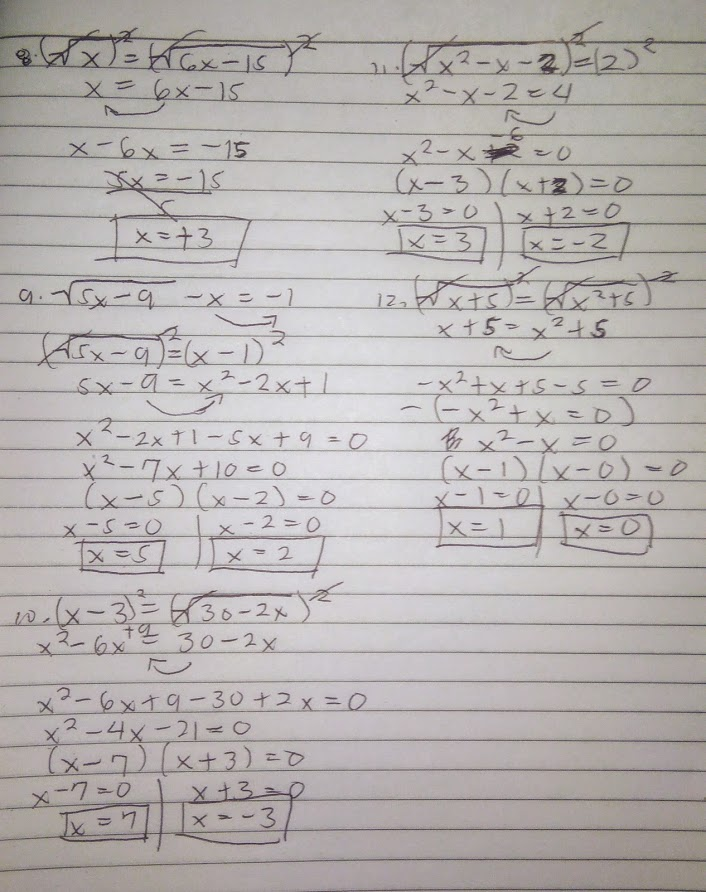 8. (√x)² = (√6x-15)²
x = 6x-15
x - 6x = -15
5x = -15
5
x = +3
9. √5x-9 - x = -1
(√5x-9)² = (x-1)²
5x-9 = x²-2x+1
x²-2x+1-5x+9=0
x²-7x+10=0
(x-5)(x-2)=0
x-5=0 | x-2=0
x=5 | x=2
10. (x-3)² = (√30-2x)²
x²-6x+9 = 30-2x
x²-6x+9-30+2x=0
x²-4x-21=0
(x-7)(x+3)=0
x-7=0 | x+3=0
x=7 | x=-3
11. (√x²-x-2)² = (2)²
x²-x-2=4
x²-x-6=0
(x-3)(x+2)=0
x-3=0 | x+2=0
x=3 | x=-2
12. (√x+5)² = (√x²+5)²
x+5 = x²+5
-x²+x+5-5=0
-(-x²+x=0)
x²-x=0
(x-1)(x-0)=0
x-1=0 | x-0=0
x=1 | x=0